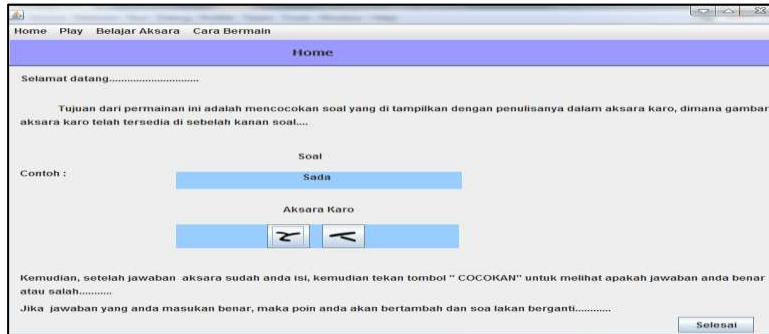 Home Play Belajar Aksara Cara Bermain
Home
Selamat datang..............................
Tujuan dari permainan ini adalah mencocokan soal yang di tampilkan dengan penulisanya dalam aksara karo, dimana gambar
aksara karo telah tersedia di sebelah kanan soal....
Soal
Contoh :
Sada
Aksara Karo
Kemudian, setelah jawaban aksara sudah anda isi, kemudian tekan tombol " COCOKAN" untuk melihat apakah jawaban anda benar
atau salah...........
Jika jawaban yang anda masukan benar, maka poin anda akan bertambah dan soa lakan berganti............
Selesai